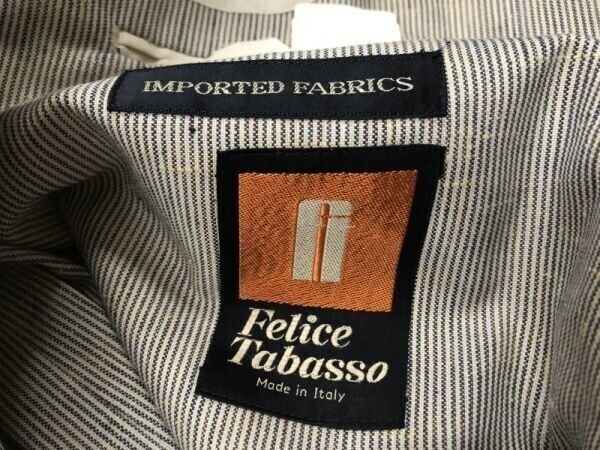 IMPORTED FABRICS
Felice
Tabasso
Made in Italy